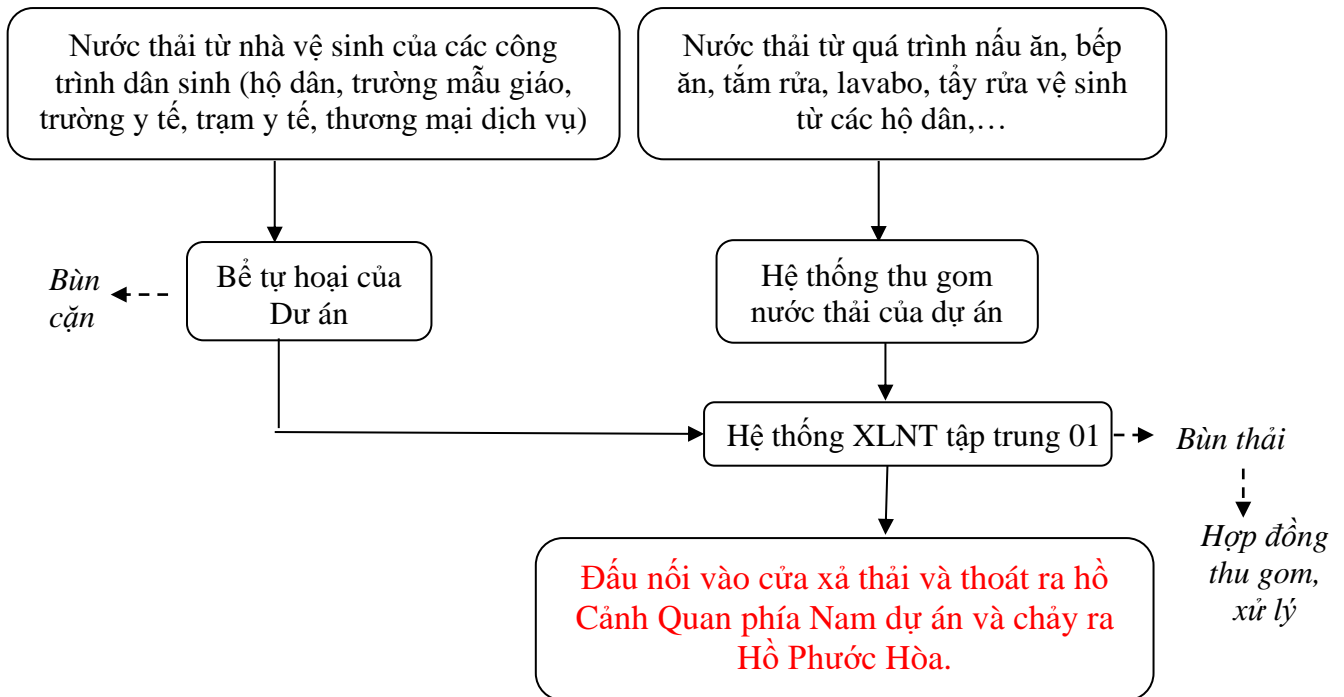 Nước thải từ nhà vệ sinh của các công
trình dân sinh (hộ dân, trường mẫu giáo,
trường y tế, trạm y tế, thương mại dịch vụ)
Nước thải từ quá trình nấu ăn, bếp
ăn, tắm rửa, lavabo, tẩy rửa vệ sinh
từ các hộ dân,…
Bùn
cặn
Bể tự hoại của
Dư án
Hệ thống thu gom
nước thải của dự án
Hệ thống XLNT tập trung 01
Bùn thải
Hợp đồng
thu gom,
xử lý
Đấu nối vào cửa xả thải và thoát ra hồ
Cảnh Quan phía Nam dự án và chảy ra
Hồ Phước Hòa.